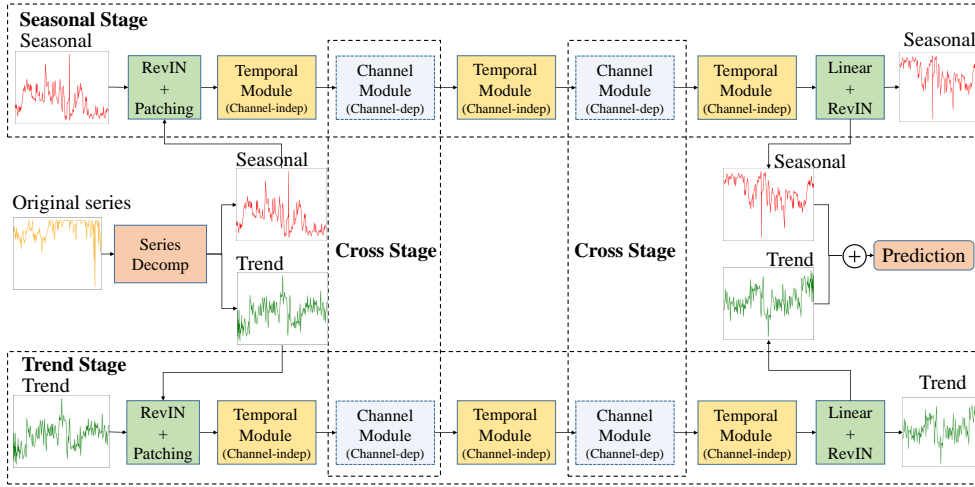 Seasonal Stage
Seasonal
RevIN
+
Patching
Temporal
Module
(Channel-indep)
Channel
Module
(Channel-dep)
Temporal
Module
(Channel-indep)
Channel
Module
(Channel-dep)
Temporal
Module
(Channel-indep)
Linear
+
RevIN
Seasonal
Original series
Series
Decomp
Seasonal
Trend
Cross Stage
Cross Stage
Seasonal
Trend
+
Prediction
Trend Stage
Trend
RevIN
+
Patching
Temporal
Module
(Channel-indep)
Channel
Module
(Channel-dep)
Temporal
Module
(Channel-indep)
Channel
Module
(Channel-dep)
Temporal
Module
(Channel-indep)
Linear
+
RevIN
Trend